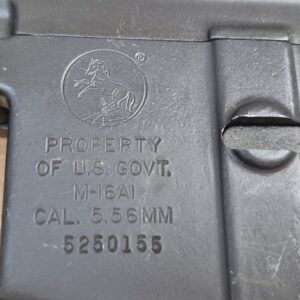 ®
PROPERTY
OF U.S. GOVT.
M-16A1
CAL. 5.56MM
5250155